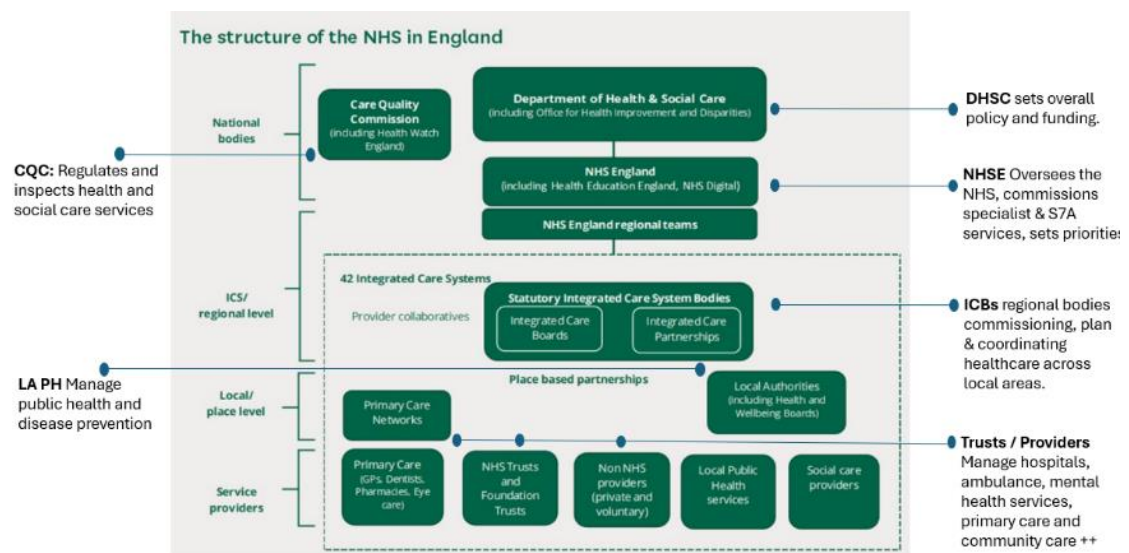 The structure of the NHS in England
National
bodies
Care Quality
Commission
(including Health Watch
England)
Department of Health & Social Care
(including Office for Health Improvement and Disparities)
DHSC sets overall
policy and funding.
CQC: Regulates and
inspects health and
social care services
NHS England
(including Health Education England, NHS Digital)
NHSE Oversees the
NHS, commissions
specialist & S7A
services, sets priorities
NHS England regional teams
ICS/
regional level
42 Integrated Care Systems
Provider collaboratives
Statutory Integrated Care System Bodies
Integrated Care
Boards
Integrated Care
Partnerships
ICBs regional bodies
commissioning, plan
& coordinating
healthcare across
local areas.
LA PH Manage
public health and
disease prevention
Local/
place level
Place based partnerships
Primary Care
Networks
Local Authorities
(including Health and
Wellbeing Boards)
Service
providers
Primary Care
(GPs, Dentists,
Pharmacies, Eye
care)
NHS Trusts
and
Foundation
Trusts
Non NHS
providers
(private and
voluntary)
Local Public
Health
services
Social care
providers
Trusts / Providers
Manage hospitals,
ambulance, mental
health services,
primary care and
community care ++